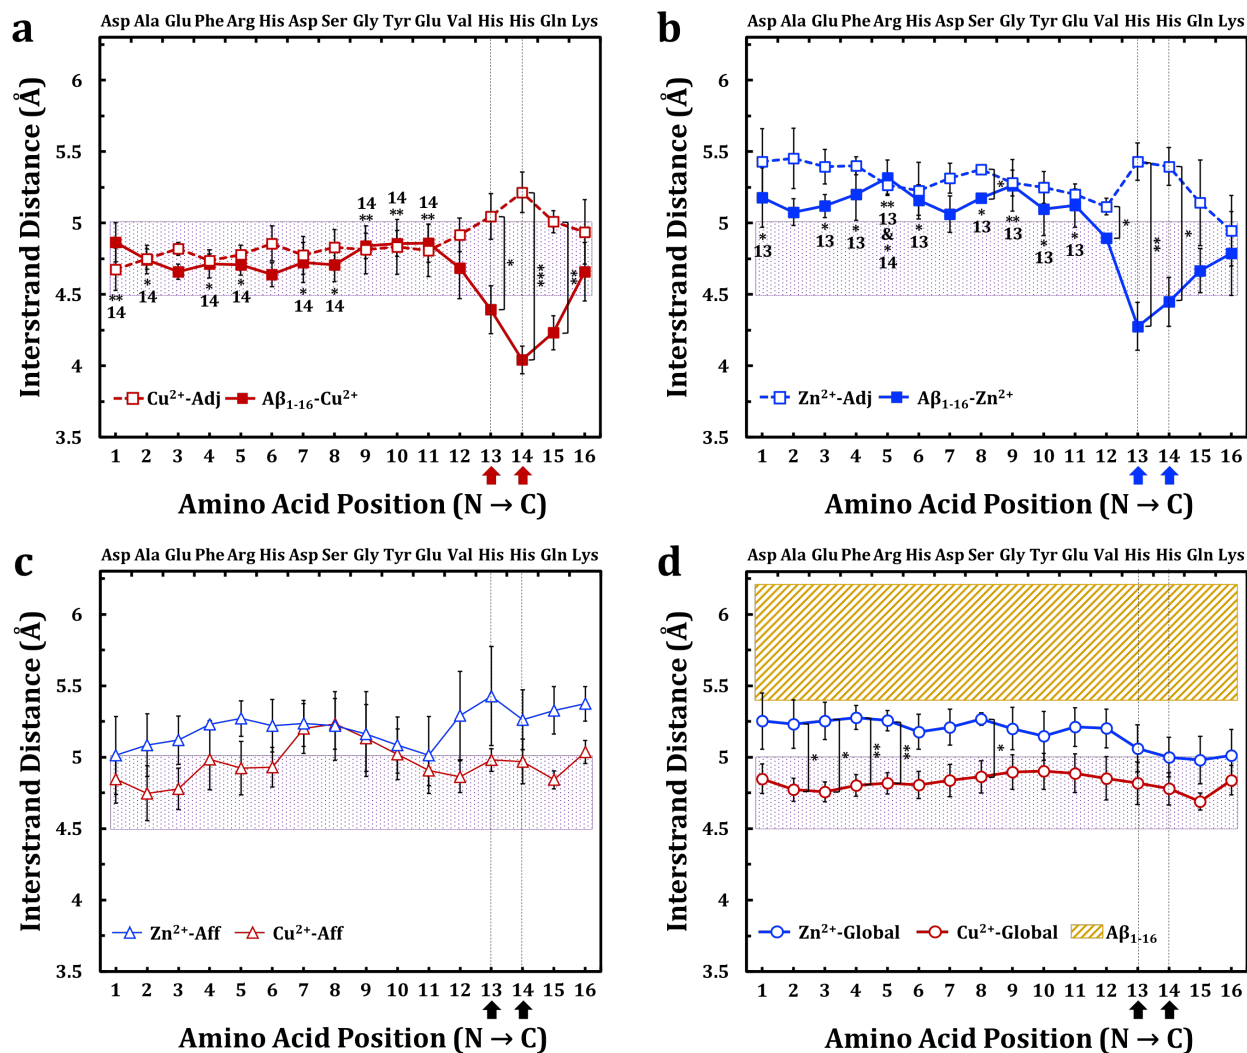 a
Asp Ala Glu Phe Arg His Asp Ser Gly Tyr Glu Val His His Gln Lys
Interstrand Distance (Å)
6
5.5
5
4.5
4
3.5
** 14
* 14
* 14
* 14
* 14
* 14
14 **
14 **
14 **
*
***
**
Cu²⁺-Adj Aβ₁₋₁₆-Cu²⁺
1 2 3 4 5 6 7 8 9 10 11 12 13 14 15 16
Amino Acid Position (N → C)
b
Asp Ala Glu Phe Arg His Asp Ser Gly Tyr Glu Val His His Gln Lys
Interstrand Distance (Å)
6
5.5
5
4.5
4
3.5
* 13
* 13
* 13
** 13 & * 14
* 13
* 13
*
** 13
* 13
* 13
*
**
*
Zn²⁺-Adj Aβ₁₋₁₆-Zn²⁺
1 2 3 4 5 6 7 8 9 10 11 12 13 14 15 16
Amino Acid Position (N → C)
c
Asp Ala Glu Phe Arg His Asp Ser Gly Tyr Glu Val His His Gln Lys
Interstrand Distance (Å)
6
5.5
5
4.5
4
3.5
Zn²⁺-Aff Cu²⁺-Aff
1 2 3 4 5 6 7 8 9 10 11 12 13 14 15 16
Amino Acid Position (N → C)
d
Asp Ala Glu Phe Arg His Asp Ser Gly Tyr Glu Val His His Gln Lys
Interstrand Distance (Å)
6
5.5
5
4.5
4
3.5
*
*
**
**
*
Zn²⁺-Global Cu²⁺-Global Aβ₁₋₁₆
1 2 3 4 5 6 7 8 9 10 11 12 13 14 15 16
Amino Acid Position (N → C)